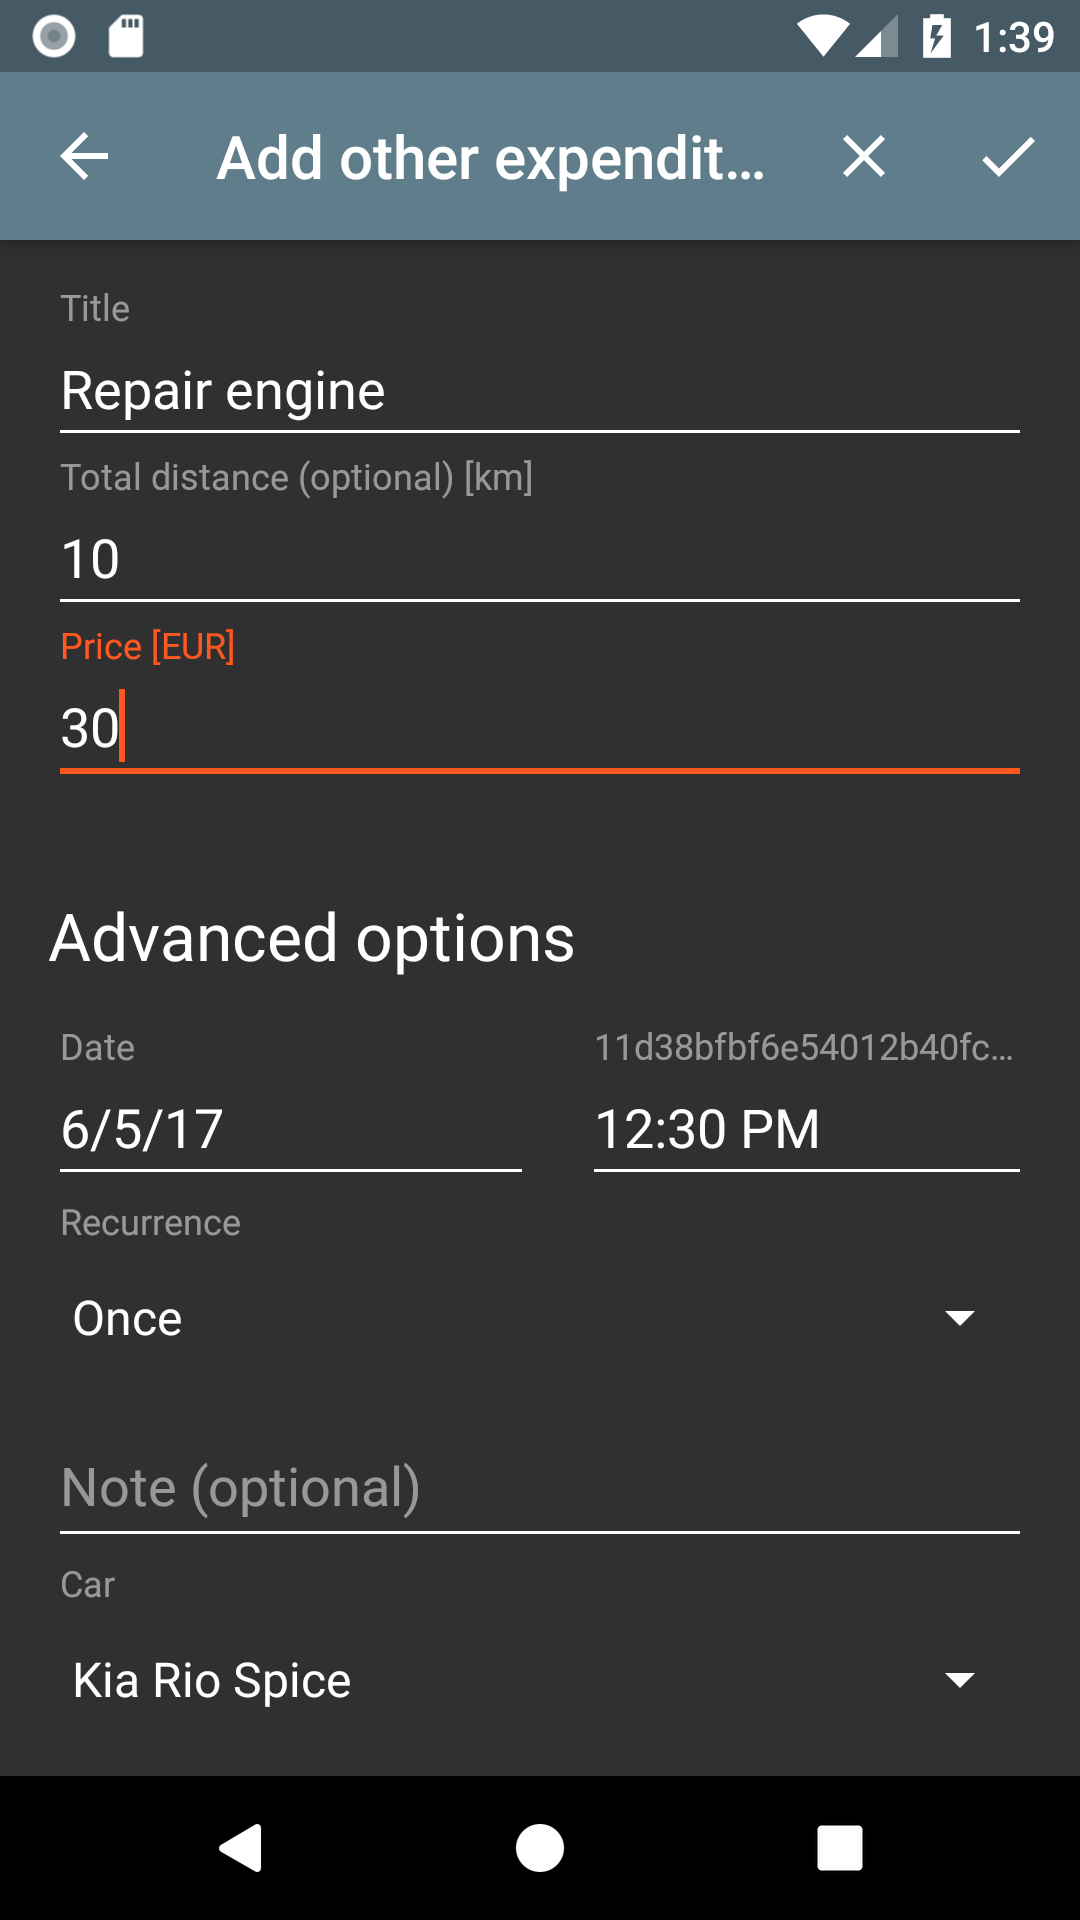 1:39
Add other expendit…
Title
Repair engine
Total distance (optional) [km]
10
Price [EUR]
30
Advanced options
Date
11d38bfbf6e54012b40fc…
6/5/17
12:30 PM
Recurrence
Once
Note (optional)
Car
Kia Rio Spice